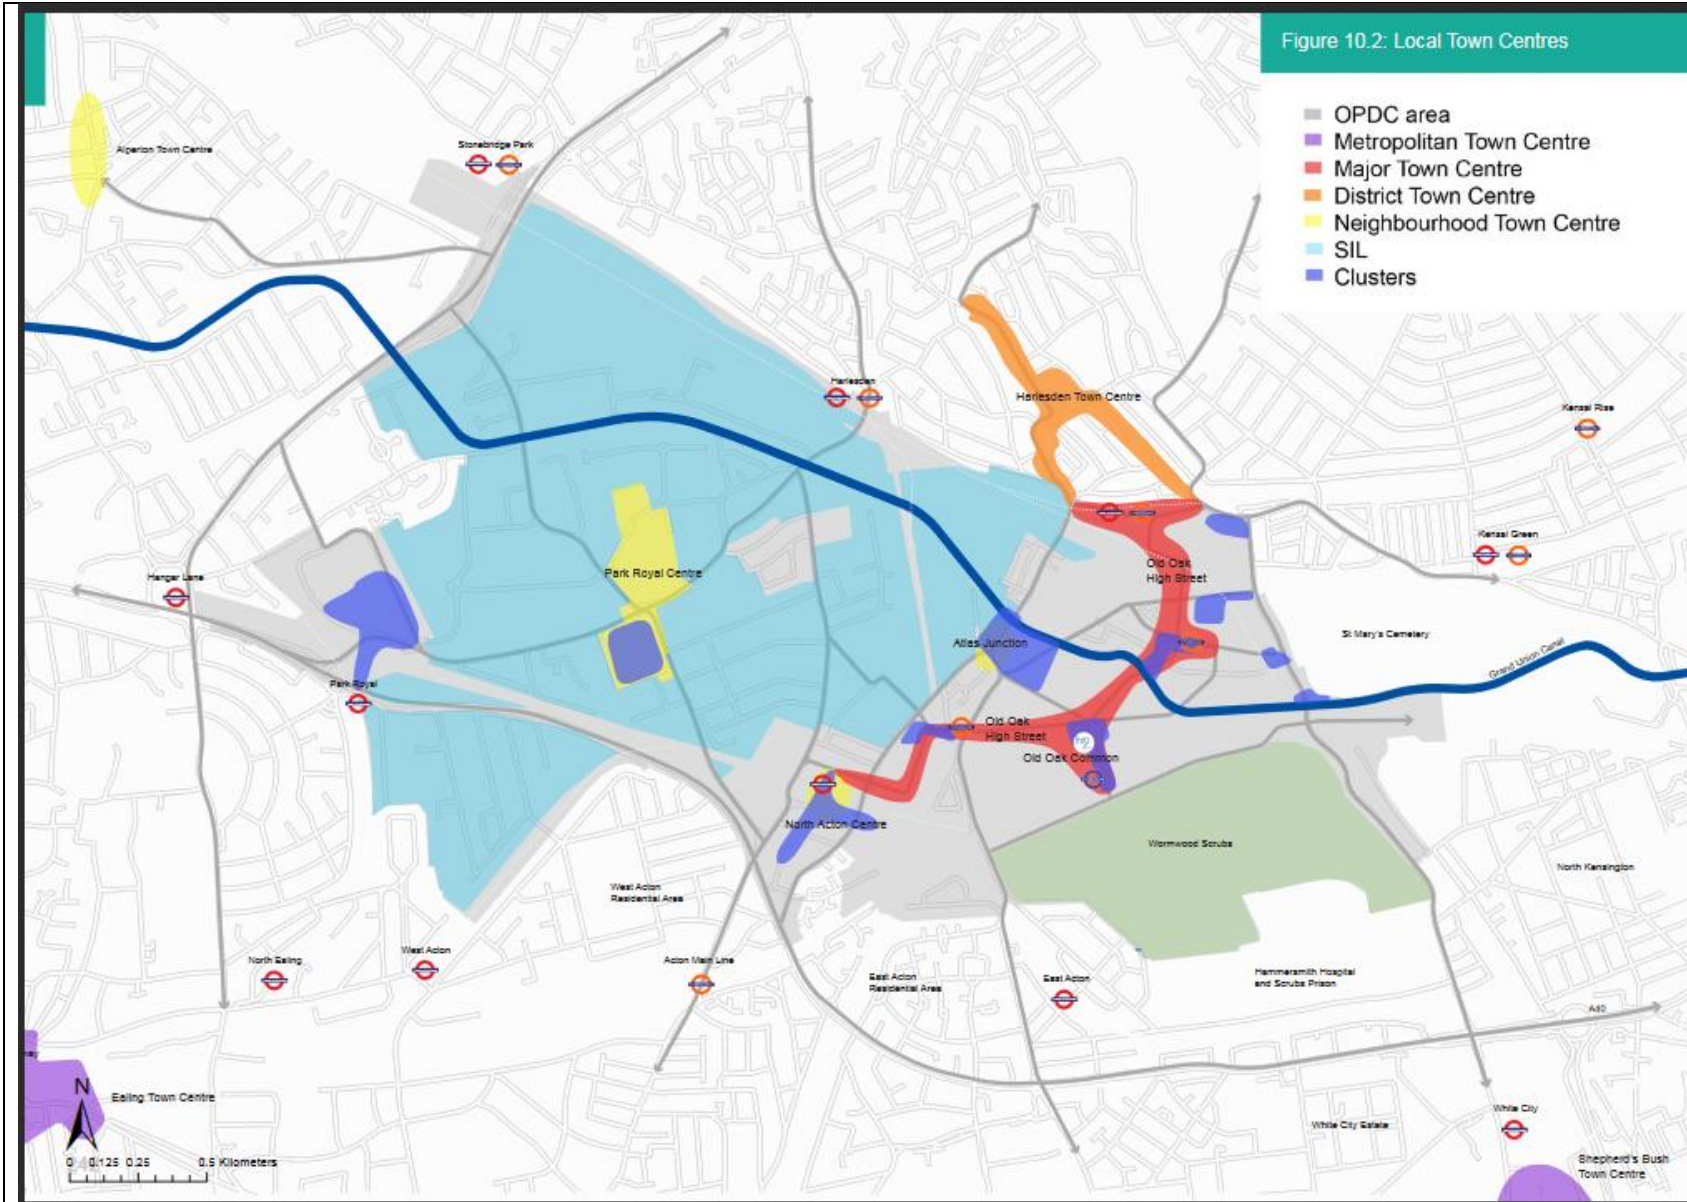 Figure 10.2: Local Town Centres
OPDC area
Metropolitan Town Centre
Major Town Centre
District Town Centre
Neighbourhood Town Centre
SIL
Clusters
Alperton Town Centre
Stonebridge Park
Harlesden
Harlesden Town Centre
Kensal Rise
Kensal Green
Old Oak
High Street
Park Royal Centre
Hanger Lane
Atlas Junction
St Mary's Cemetery
Grand Union Canal
Park Royal
Old Oak
High Street
Old Oak Common
North Acton Centre
Wormwood Scrubs
North Kensington
West Acton
Residential Area
North Ealing
West Acton
Acton Main Line
East Acton
Residential Area
East Acton
Hammersmith Hospital
and Scrubs Prison
A40
Ealing Town Centre
White City
White City Estate
Shepherd's Bush
Town Centre
N
0 0.125 0.25 0.5 Kilometers